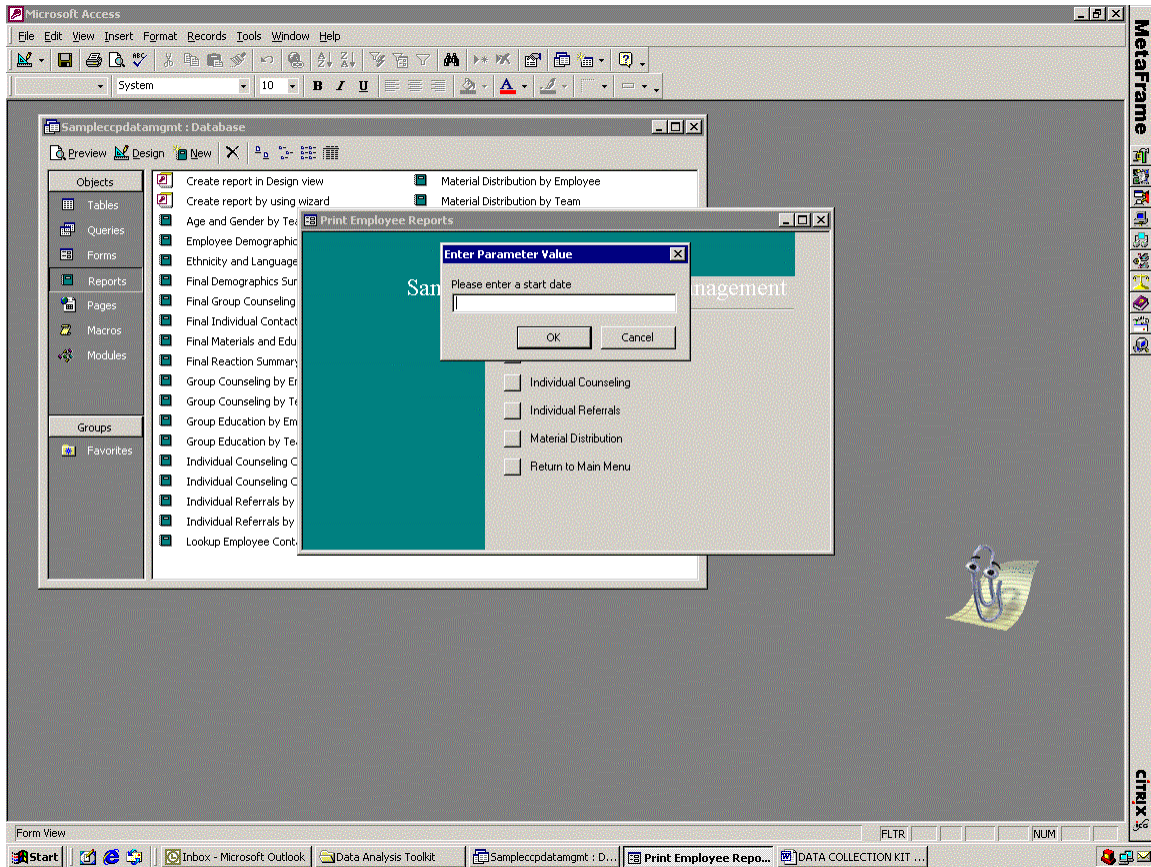 Microsoft Access
File Edit View Insert Format Records Tools Window Help
System 10 B I U
MetaFrame
Sampleccpdatamgmt : Database
Preview Design New
Objects
Tables
Queries
Forms
Reports
Pages
Macros
Modules
Groups
Favorites
Create report in Design view
Create report by using wizard
Age and Gender by Tea
Employee Demographic
Ethnicity and Language
Final Demographics Sur
Final Group Counseling
Final Individual Contact
Final Materials and Edu
Final Reaction Summary
Group Counseling by Em
Group Counseling by Te
Group Education by Em
Group Education by Tea
Individual Counseling C
Individual Counseling C
Individual Referrals by
Individual Referrals by
Lookup Employee Conta
Material Distribution by Employee
Material Distribution by Team
Print Employee Reports
San nagement
Enter Parameter Value
Please enter a start date
OK Cancel
Individual Counseling
Individual Referrals
Material Distribution
Return to Main Menu
CITRIX
Form View FLTR NUM
Start Inbox - Microsoft Outlook Data Analysis Toolkit Sampleccpdatamgmt : D... Print Employee Repo... DATA COLLECTION KIT ...